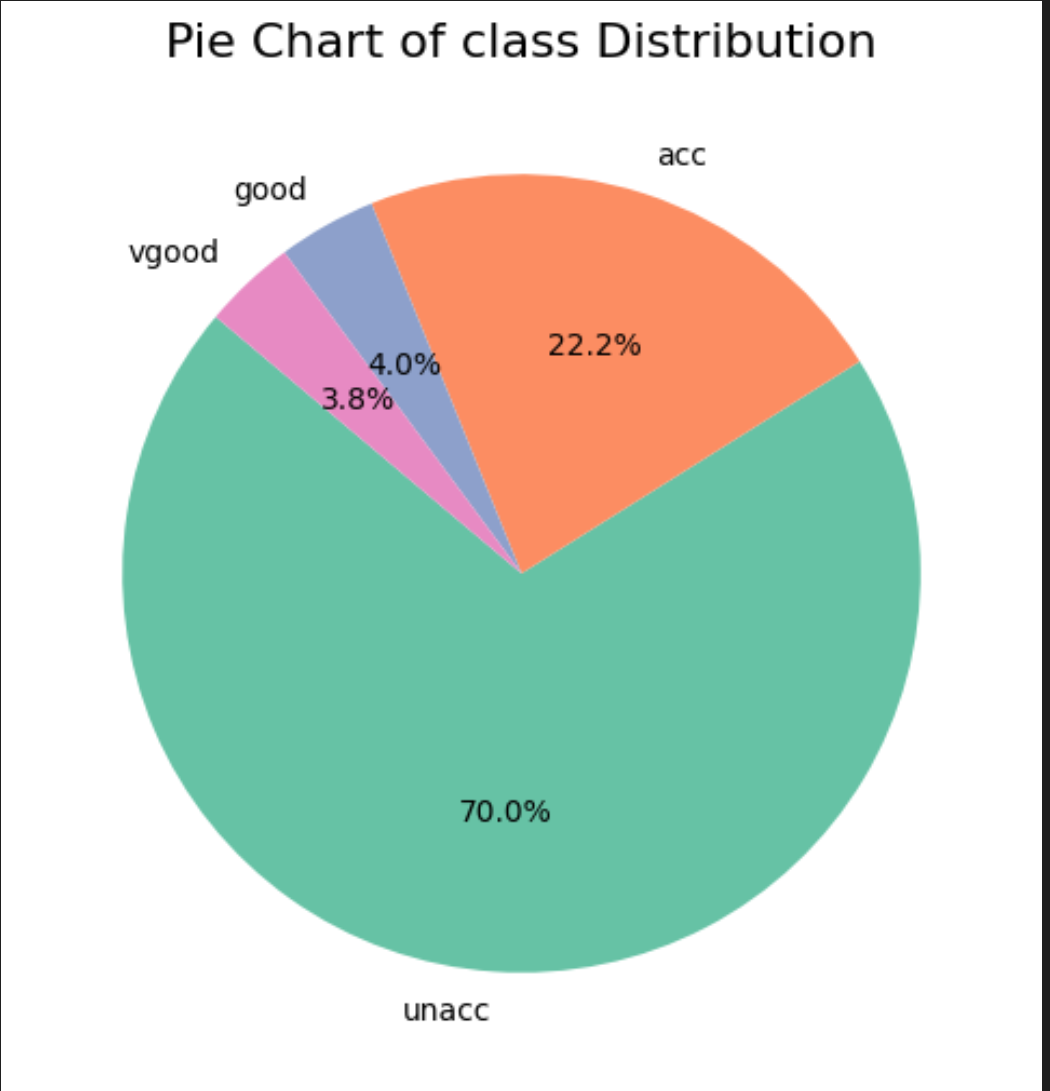 Pie Chart of class Distribution
acc
good
vgood
22.2%
4.0%
3.8%
70.0%
unacc